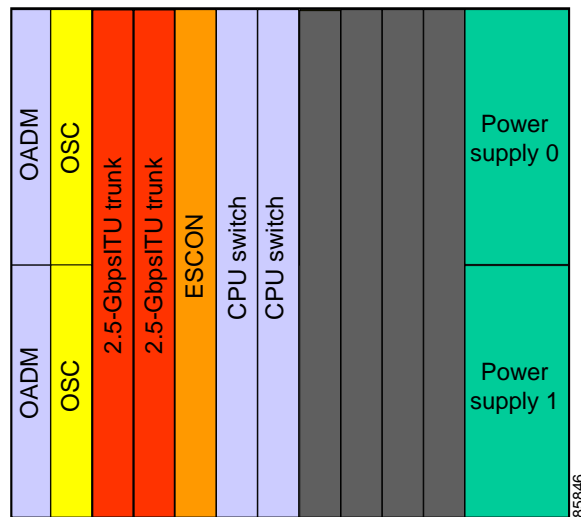 OADM
OSC
Power
supply 0
2.5-GbpsITU trunk
2.5-GbpsITU trunk
ESCON
CPU switch
CPU switch
OADM
OSC
Power
supply 1
85846